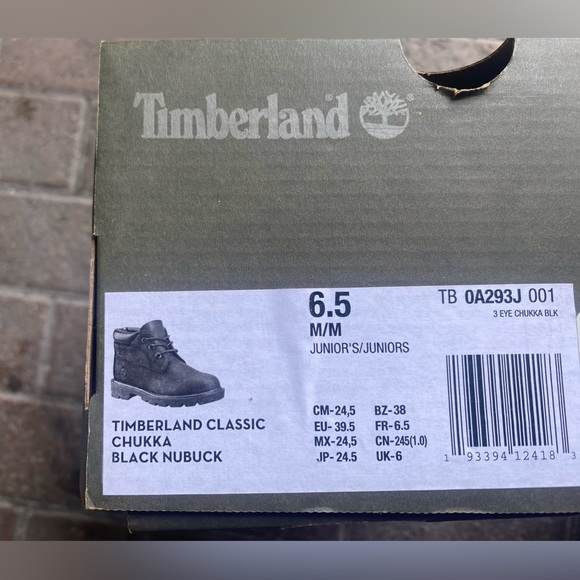 Timberland®
6.5
M/M
JUNIOR'S/JUNIORS
TB 0A293J 001
3 EYE CHUKKA BLK
TIMBERLAND CLASSIC
CHUKKA
BLACK NUBUCK
CM-24,5 BZ-38
EU- 39.5 FR-6.5
MX-24,5 CN-245(1.0)
JP- 24.5 UK-6
1 93394 12418 3